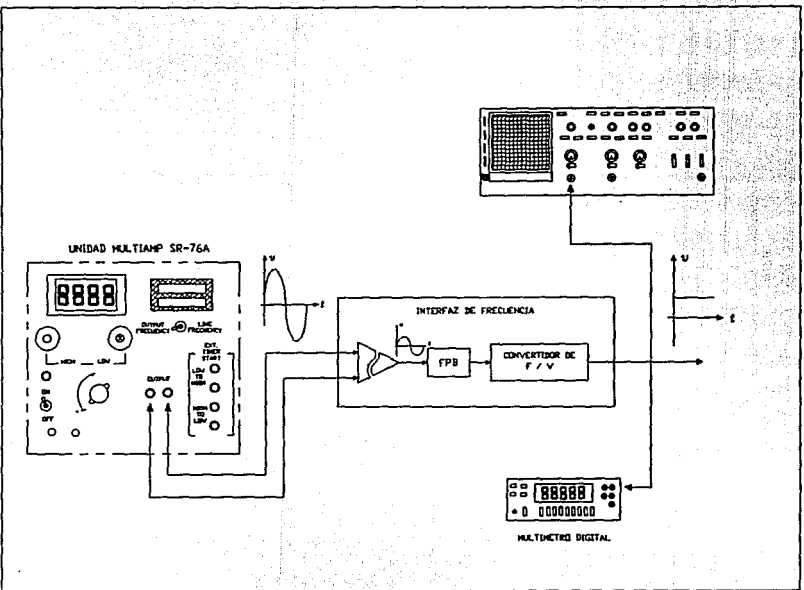 UNIDAD MULTIAMP SR-76A
8888
OUTPUT FREQUENCY
LINE FREQUENCY
HIGH
LOW
EXT. TIMER START
LOW TO HIGH
HIGH TO LOW
ON
OFF
OUTPUT
v
t
INTERFAZ DE FRECUENCIA
FPB
CONVERTIDOR DE
F / V
v
t
88888
MULTIMETRO DIGITAL